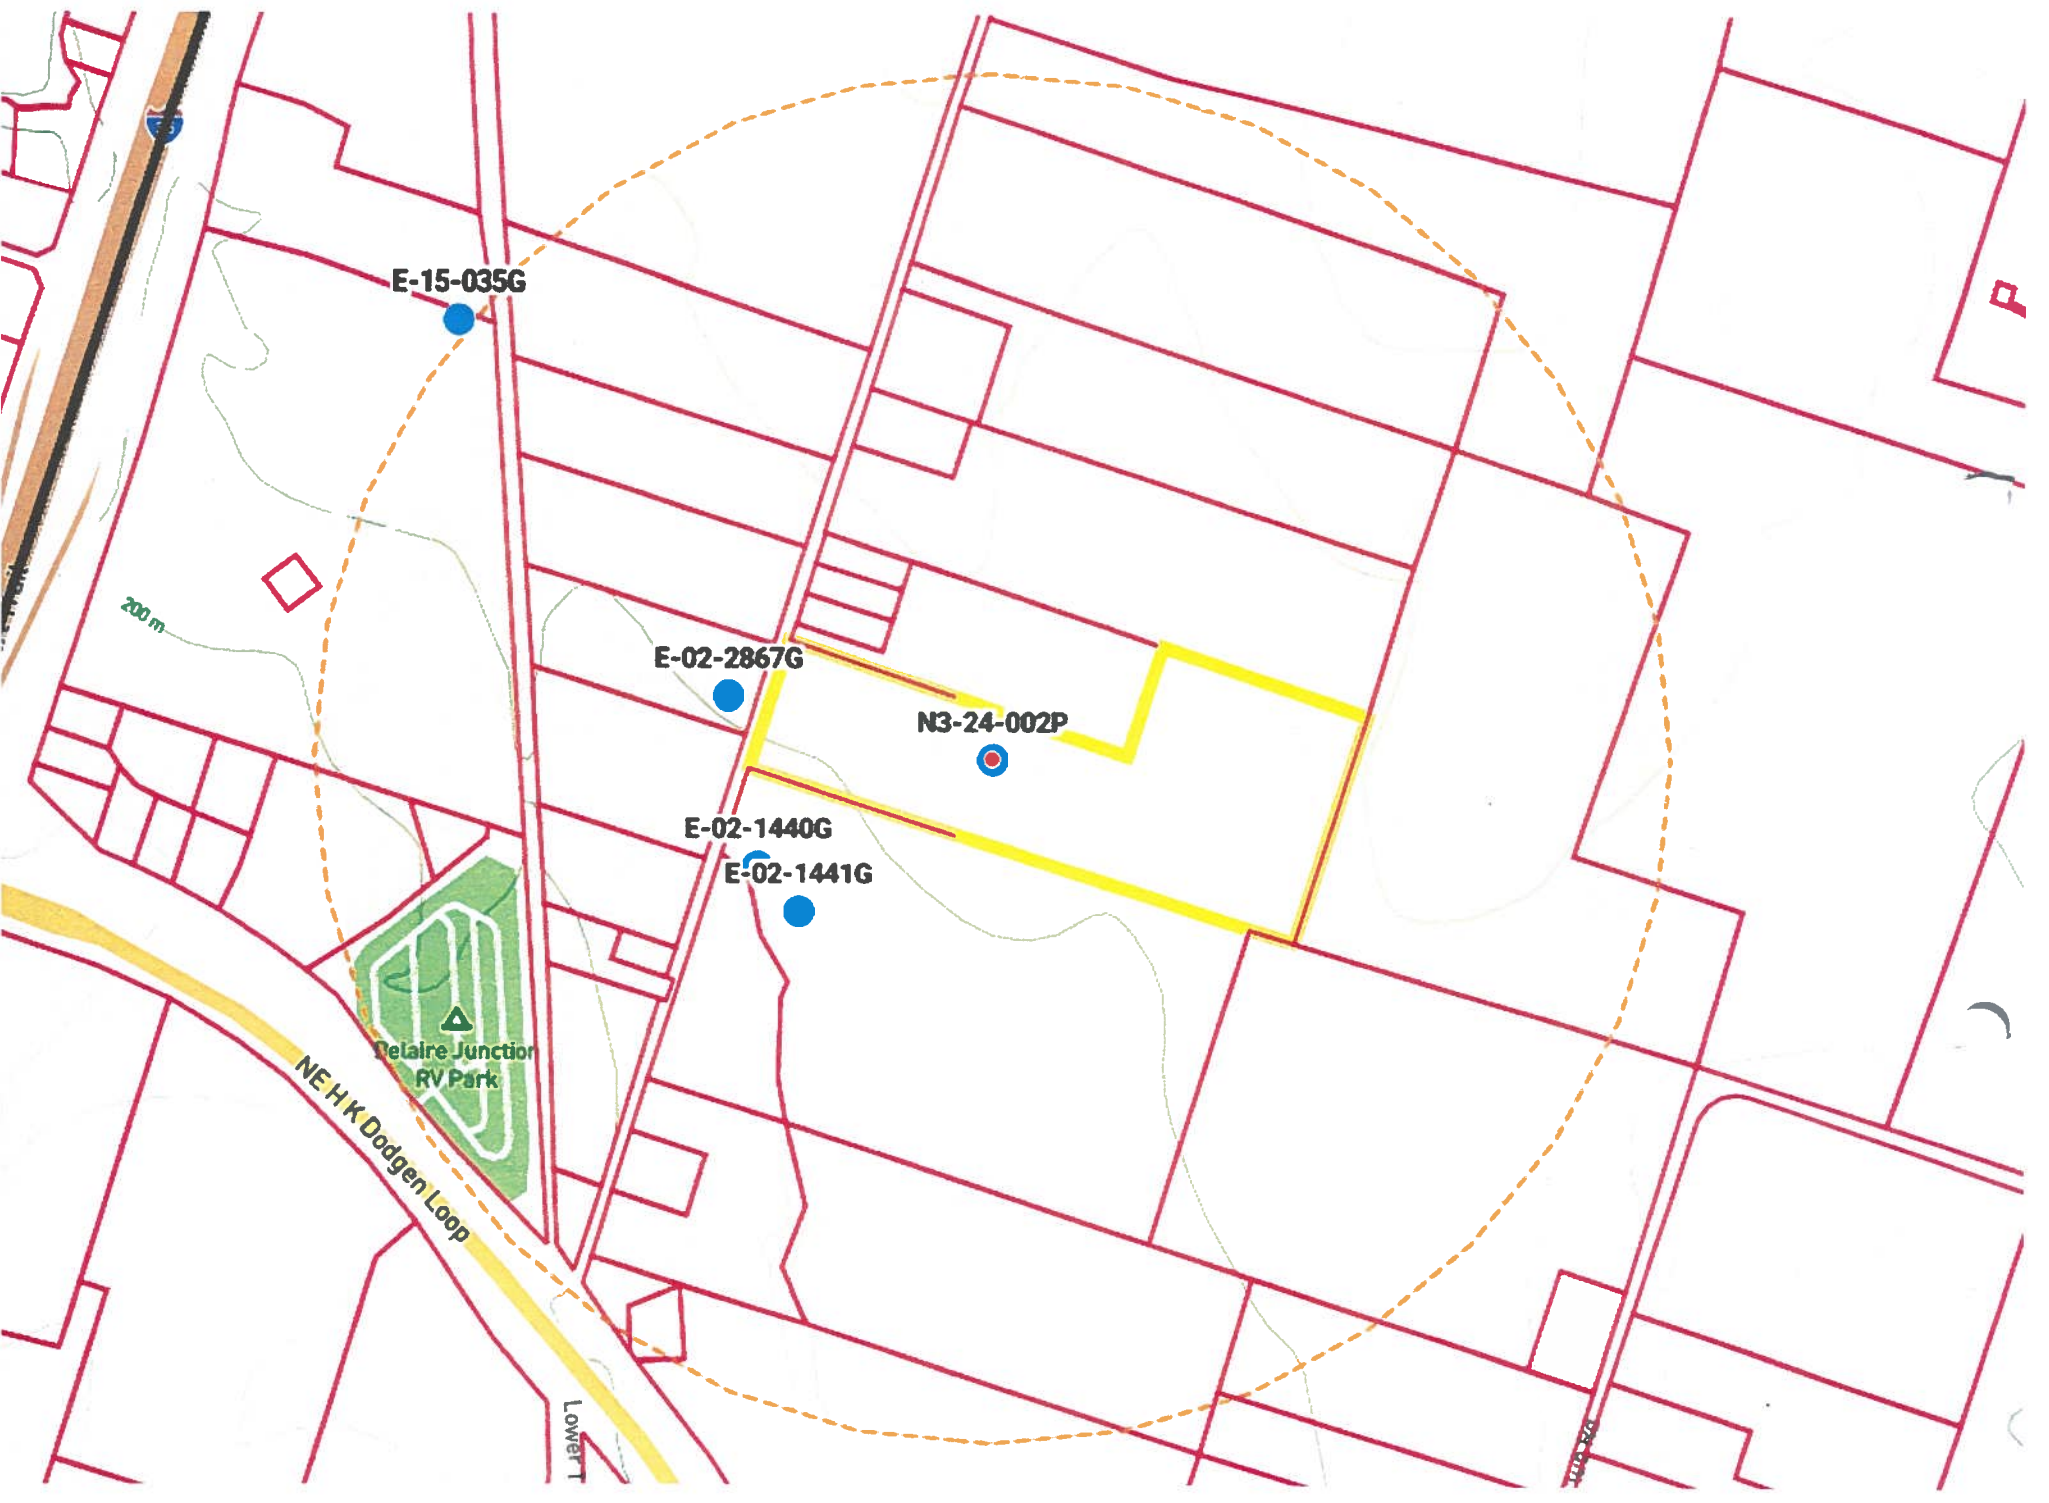 E-15-035G
200 m
E-02-2867G
N3-24-002P
E-02-1440G
E-02-1441G
Delaire Junction
RV Park
NE H K Dodgen Loop
Lower T